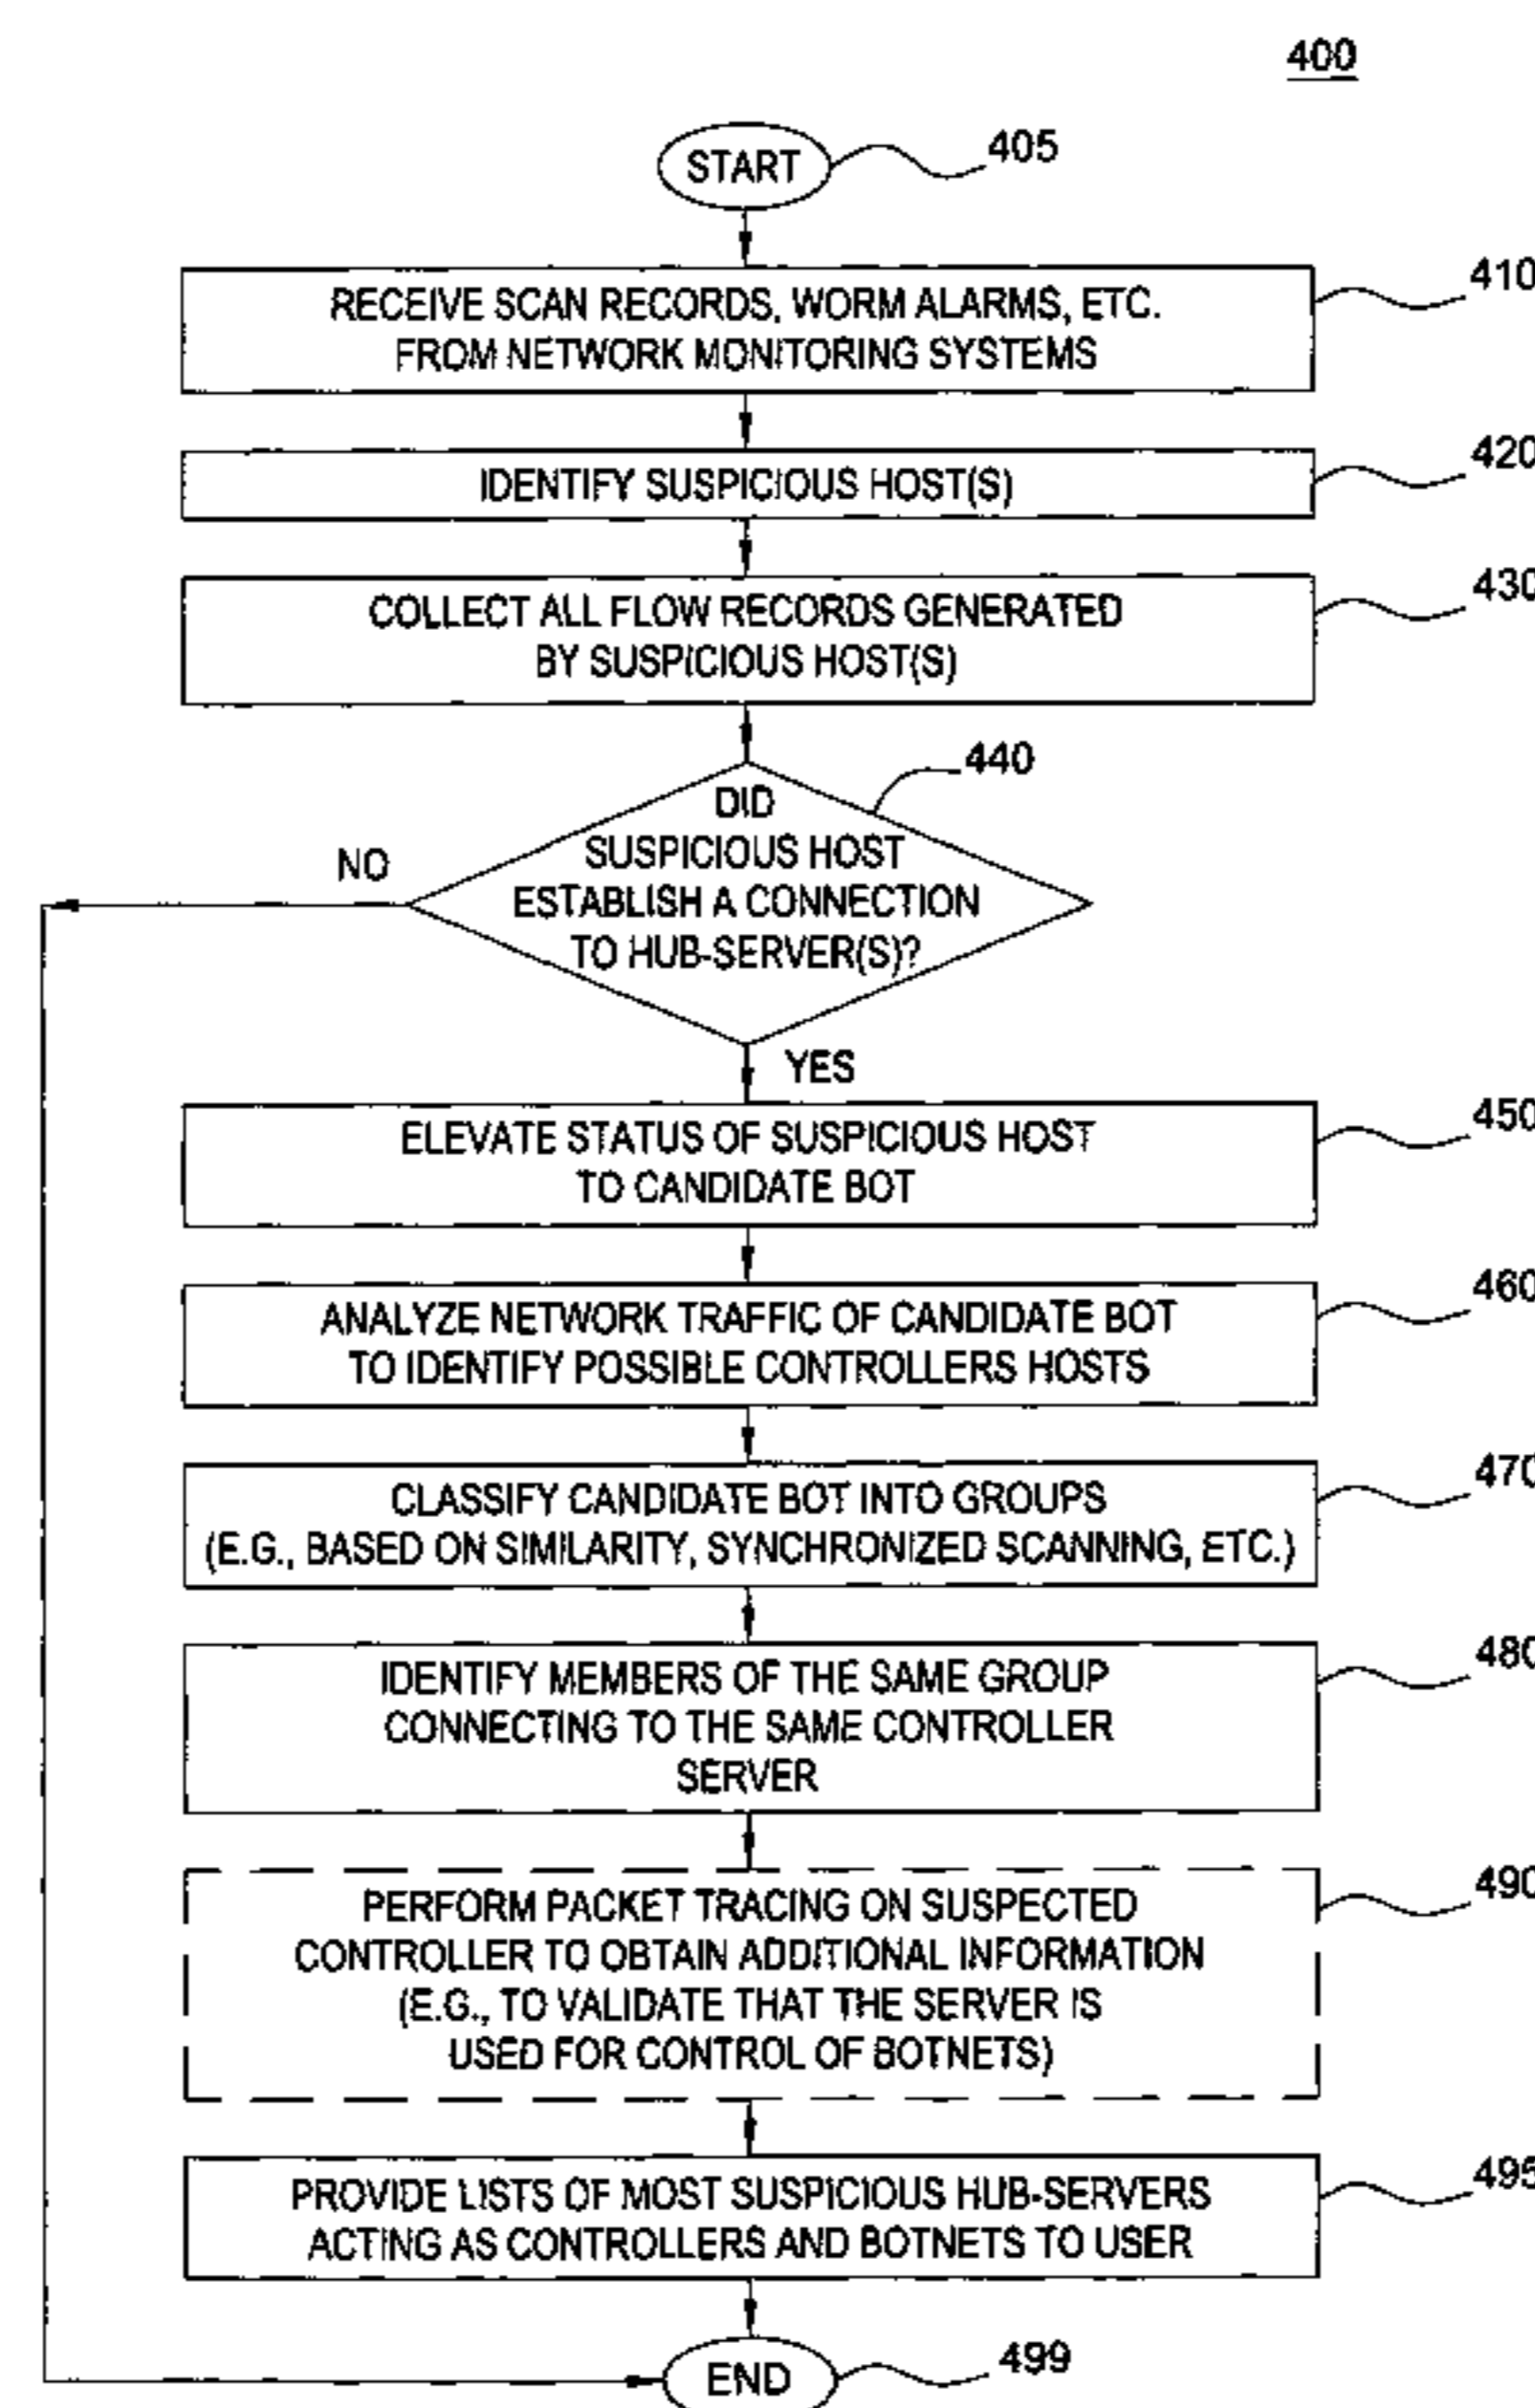 400
START
405
RECEIVE SCAN RECORDS, WORM ALARMS, ETC.
FROM NETWORK MONITORING SYSTEMS
410
IDENTIFY SUSPICIOUS HOST(S)
420
COLLECT ALL FLOW RECORDS GENERATED
BY SUSPICIOUS HOST(S)
430
440
DID
SUSPICIOUS HOST
ESTABLISH A CONNECTION
TO HUB-SERVER(S)?
NO
YES
ELEVATE STATUS OF SUSPICIOUS HOST
TO CANDIDATE BOT
450
ANALYZE NETWORK TRAFFIC OF CANDIDATE BOT
TO IDENTIFY POSSIBLE CONTROLLERS HOSTS
460
CLASSIFY CANDIDATE BOT INTO GROUPS
(E.G., BASED ON SIMILARITY, SYNCHRONIZED SCANNING, ETC.)
470
IDENTIFY MEMBERS OF THE SAME GROUP
CONNECTING TO THE SAME CONTROLLER
SERVER
480
PERFORM PACKET TRACING ON SUSPECTED
CONTROLLER TO OBTAIN ADDITIONAL INFORMATION
(E.G., TO VALIDATE THAT THE SERVER IS
USED FOR CONTROL OF BOTNETS)
490
PROVIDE LISTS OF MOST SUSPICIOUS HUB-SERVERS
ACTING AS CONTROLLERS AND BOTNETS TO USER
495
END
499